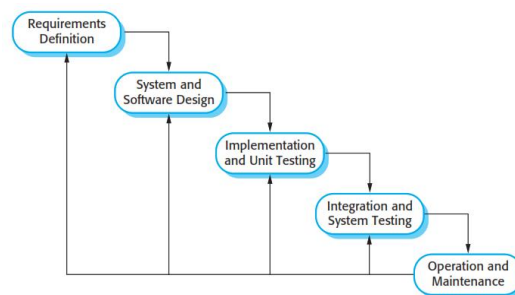 Requirements
Definition
System and
Software Design
Implementation
and Unit Testing
Integration and
System Testing
Operation and
Maintenance